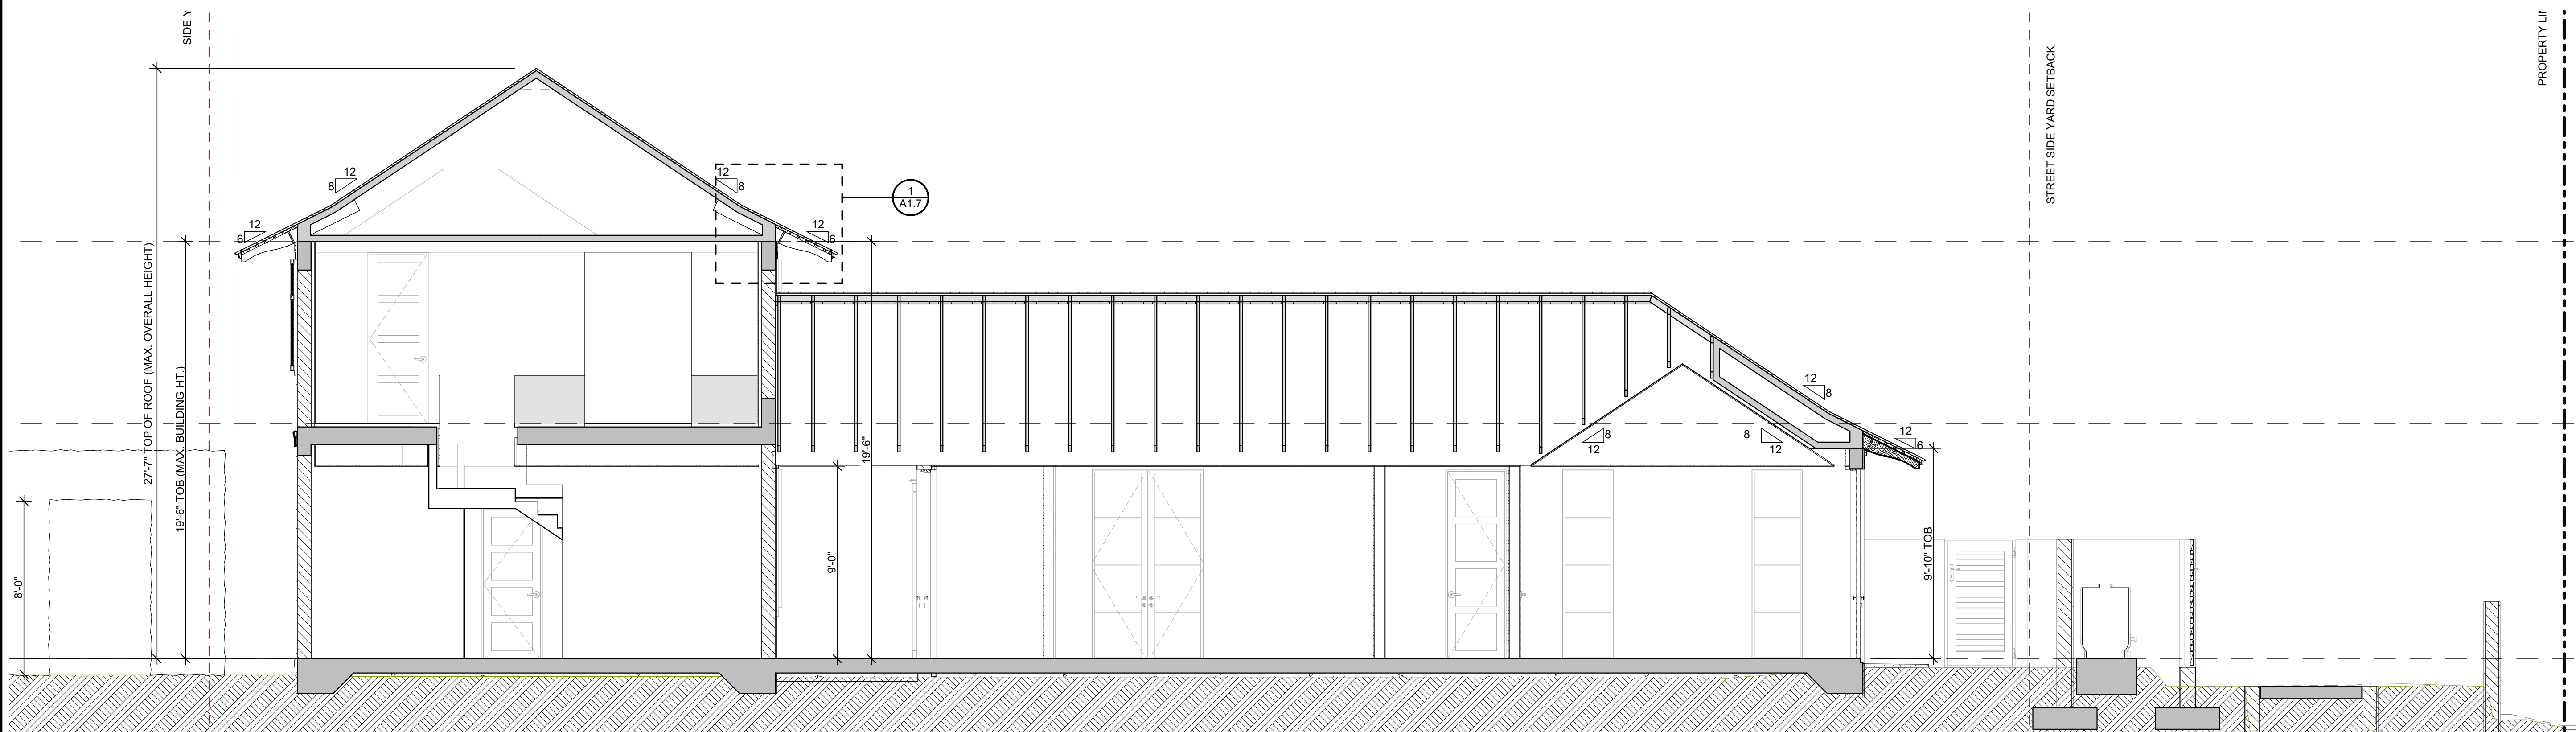 SIDE Y
STREET SIDE YARD SETBACK
PROPERTY LI
27'-7" TOP OF ROOF (MAX. OVERALL HEIGHT)
19'-6" TOB (MAX. BUILDING HT.)
8'-0"
12
8
12
6
12
8
12
6
1
A1.7
19'-6"
9'-0"
8
12
8
12
12
8
12
6
9'-10" TOB